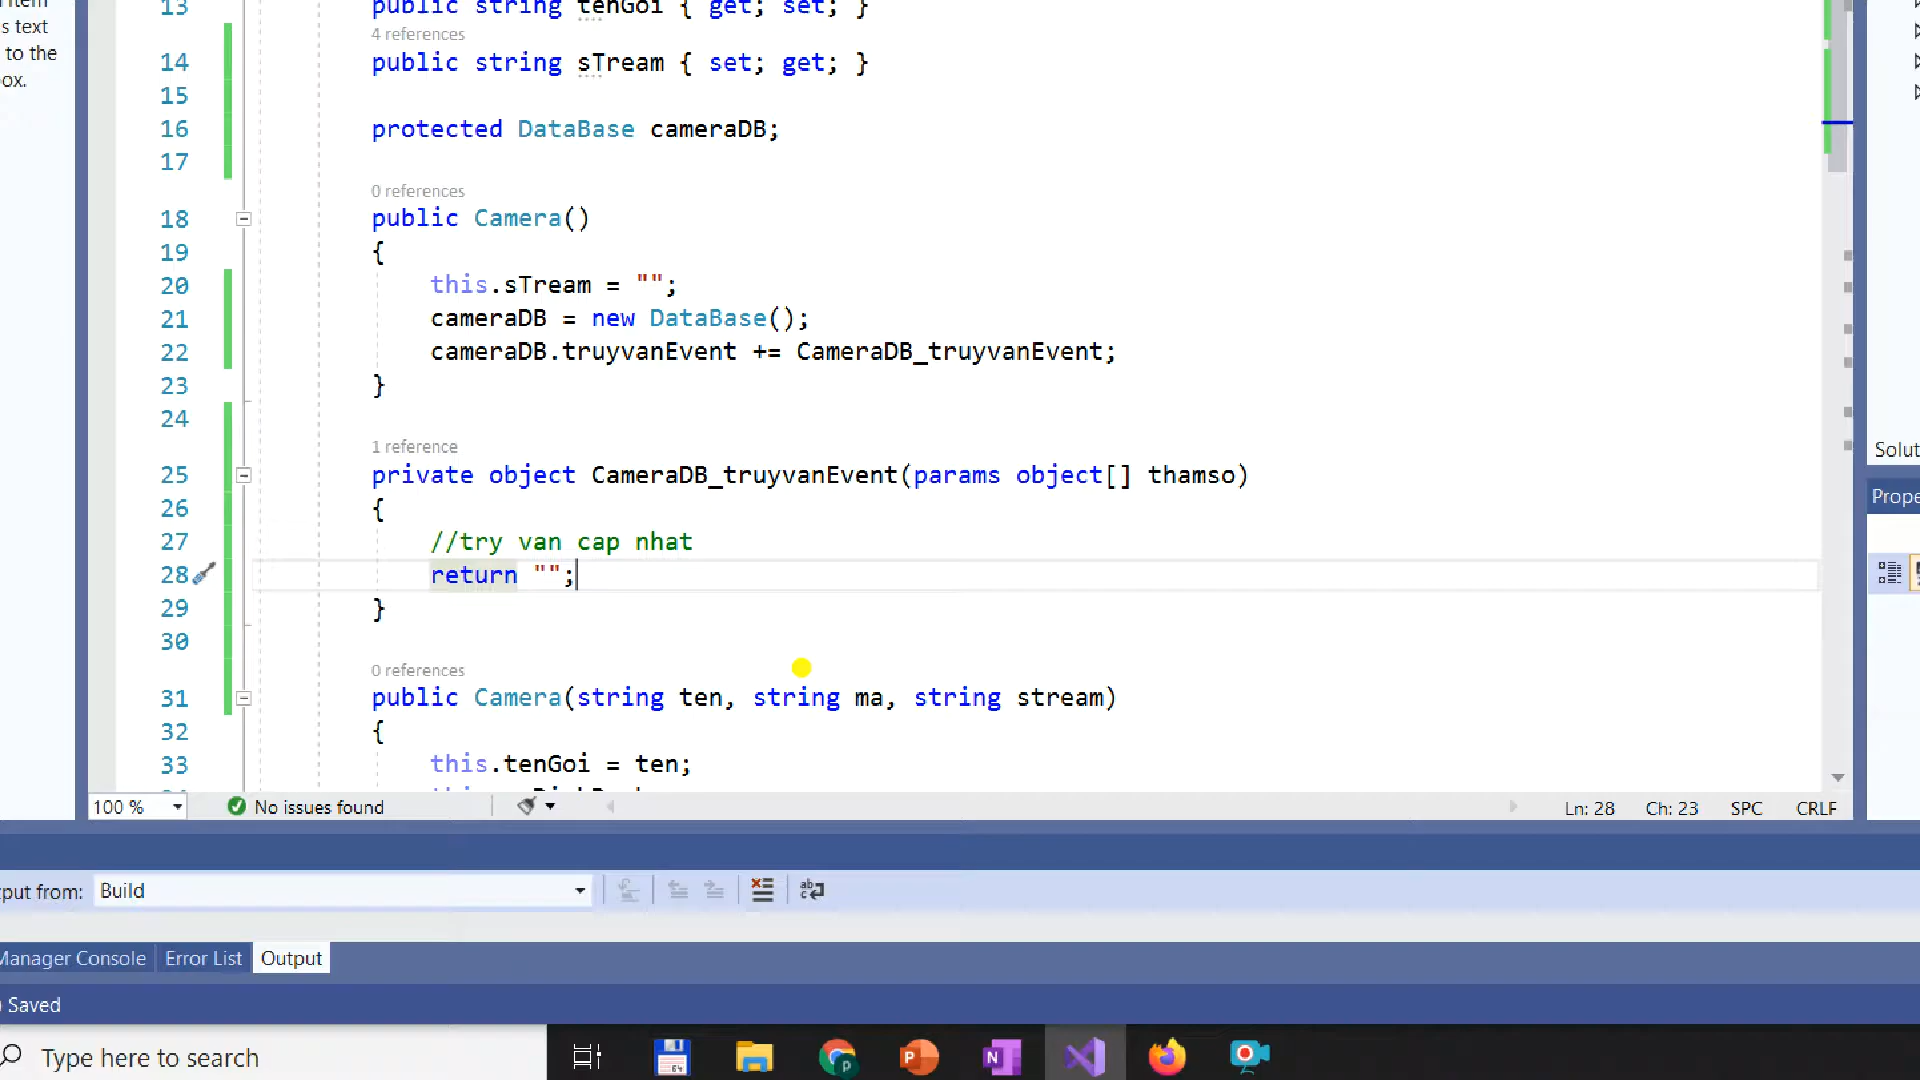 s text
to the
ox.
13 public string tenGoi { get; set; }
4 references
14 public string sTream { set; get; }
15
16 protected DataBase cameraDB;
17
0 references
18 public Camera()
19 {
20 this.sTream = "";
21 cameraDB = new DataBase();
22 cameraDB.truyvanEvent += CameraDB_truyvanEvent;
23 }
24
1 reference
25 private object CameraDB_truyvanEvent(params object[] thamso)
26 {
27 //try van cap nhat
28 return "";
29 }
30
0 references
31 public Camera(string ten, string ma, string stream)
32 {
33 this.tenGoi = ten;
100 % No issues found Ln: 28 Ch: 23 SPC CRLF
Solut
Prope
put from: Build
Manager Console Error List Output
Saved
Type here to search